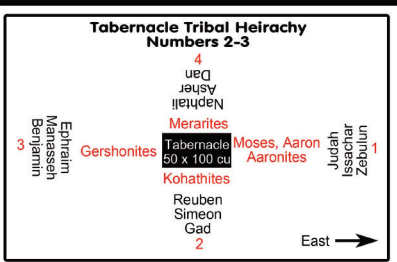 Tabernacle Tribal Heirachy
Numbers 2-3
4
Dan
Asher
Naphtali
Merarites
3
Benjamin
Manasseh
Ephraim
Gershonites
Tabernacle
50 x 100 cu
Moses, Aaron
Aaronites
Judah
Issachar
Zebulun
1
Kohathites
Reuben
Simeon
Gad
2
East